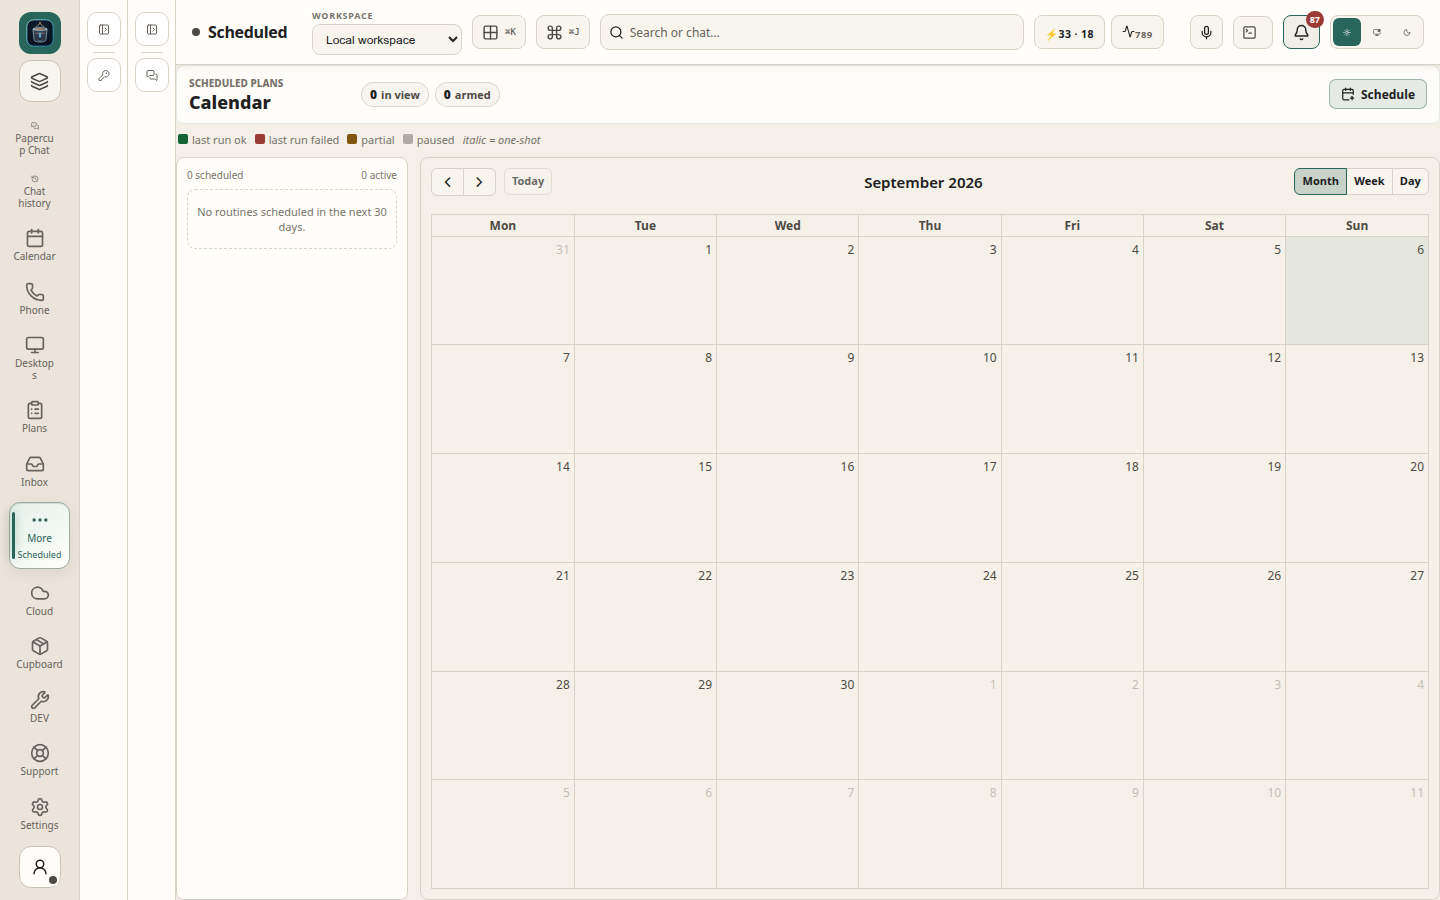 Scheduled
WORKSPACE
Local workspace
⌘K
⌘J
Search or chat...
⚡33 · 18
789
87
Papercu
p Chat
Chat
history
Calendar
Phone
Desktop
s
Plans
Inbox
More
Scheduled
Cloud
Cupboard
DEV
Support
Settings
SCHEDULED PLANS
Calendar
0 in view
0 armed
Schedule
last run ok
last run failed
partial
paused
italic = one-shot
0 scheduled
0 active
No routines scheduled in the next 30
days.
Today
September 2026
Month
Week
Day
Mon Tue Wed Thu Fri Sat Sun
31 1 2 3 4 5 6
7 8 9 10 11 12 13
14 15 16 17 18 19 20
21 22 23 24 25 26 27
28 29 30 1 2 3 4
5 6 7 8 9 10 11